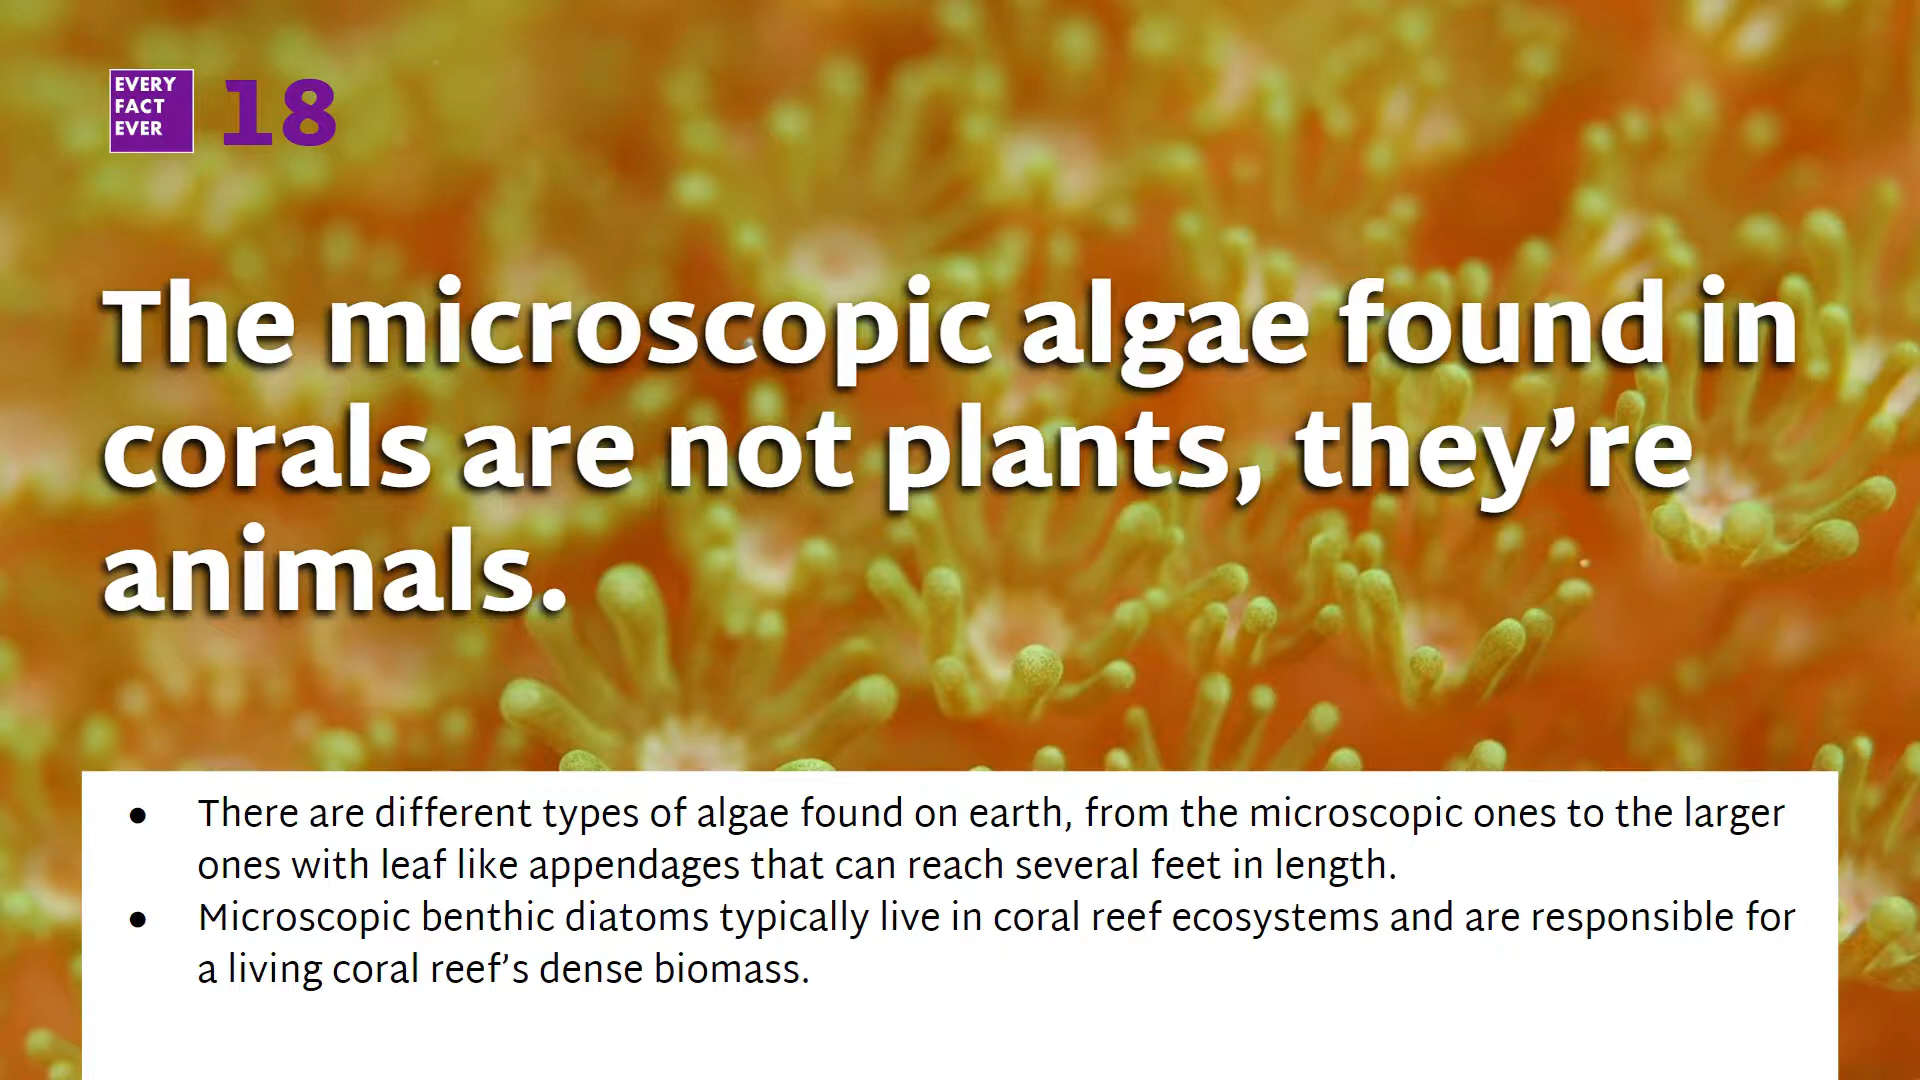 EVERY
FACT
EVER
18
The microscopic algae found in
corals are not plants, they’re
animals.
● There are different types of algae found on earth, from the microscopic ones to the larger
ones with leaf like appendages that can reach several feet in length.
● Microscopic benthic diatoms typically live in coral reef ecosystems and are responsible for
a living coral reef’s dense biomass.